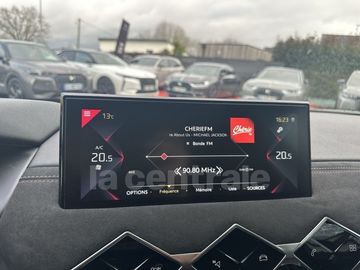 13°C
16:23
CHERIEFM
A/C
20.5
Chérie
Bande FM
20.5
90.80 MHz
la centrale
OPTIONS
Fréquence
Mémoire
Liste
SOURCES